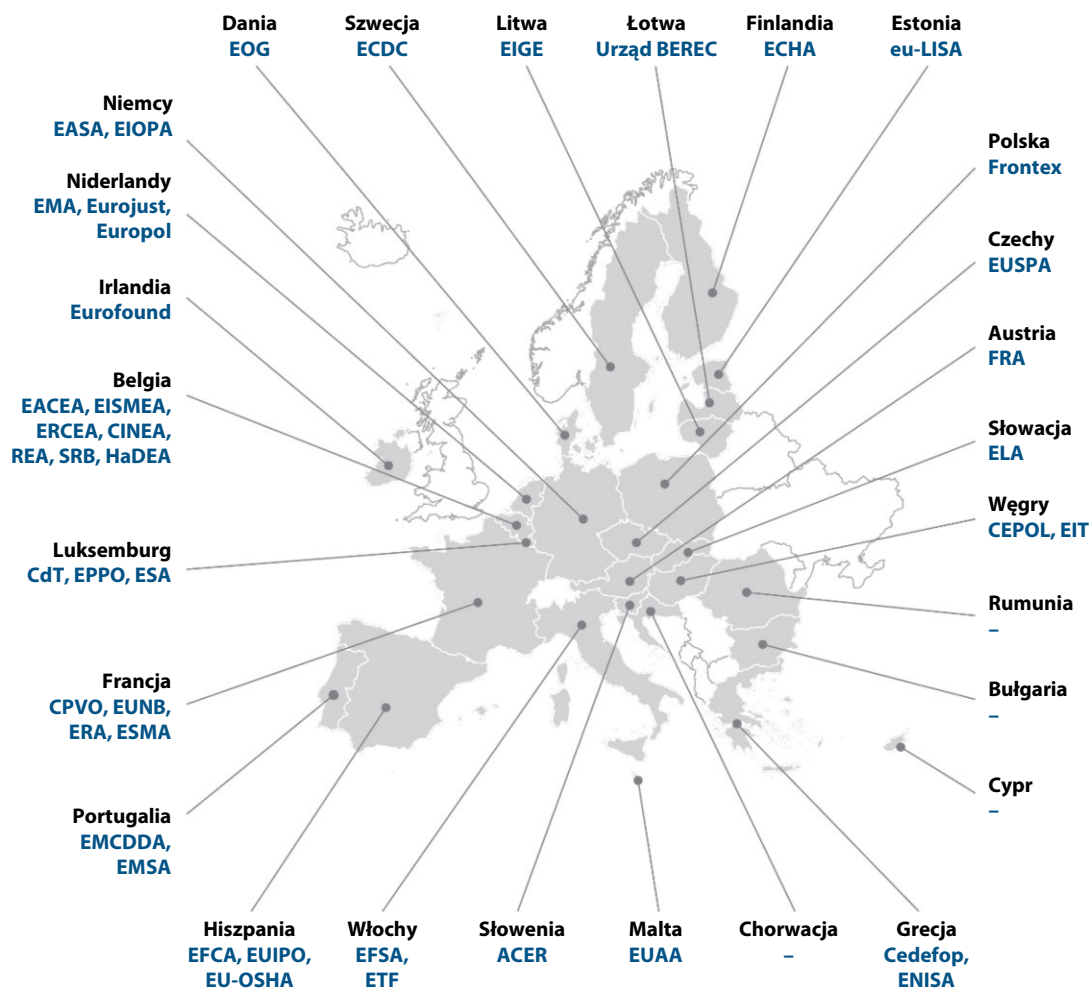 Dania
EOG
Szwecja
ECDC
Litwa
EIGE
Łotwa
Urząd BEREC
Finlandia
ECHA
Estonia
eu-LISA
Niemcy
EASA, EIOPA
Niderlandy
EMA, Eurojust,
Europol
Irlandia
Eurofound
Belgia
EACEA, EISMEA,
ERCEA, CINEA,
REA, SRB, HaDEA
Luksemburg
CdT, EPPO, ESA
Francja
CPVO, EUNB,
ERA, ESMA
Portugalia
EMCDDA,
EMSA
Polska
Frontex
Czechy
EUSPA
Austria
FRA
Słowacja
ELA
Węgry
CEPOL, EIT
Rumunia
–
Bułgaria
–
Cypr
–
Hiszpania
EFCA, EUIPO,
EU-OSHA
Włochy
EFSA,
ETF
Słowenia
ACER
Malta
EUAA
Chorwacja
–
Grecja
Cedefop,
ENISA